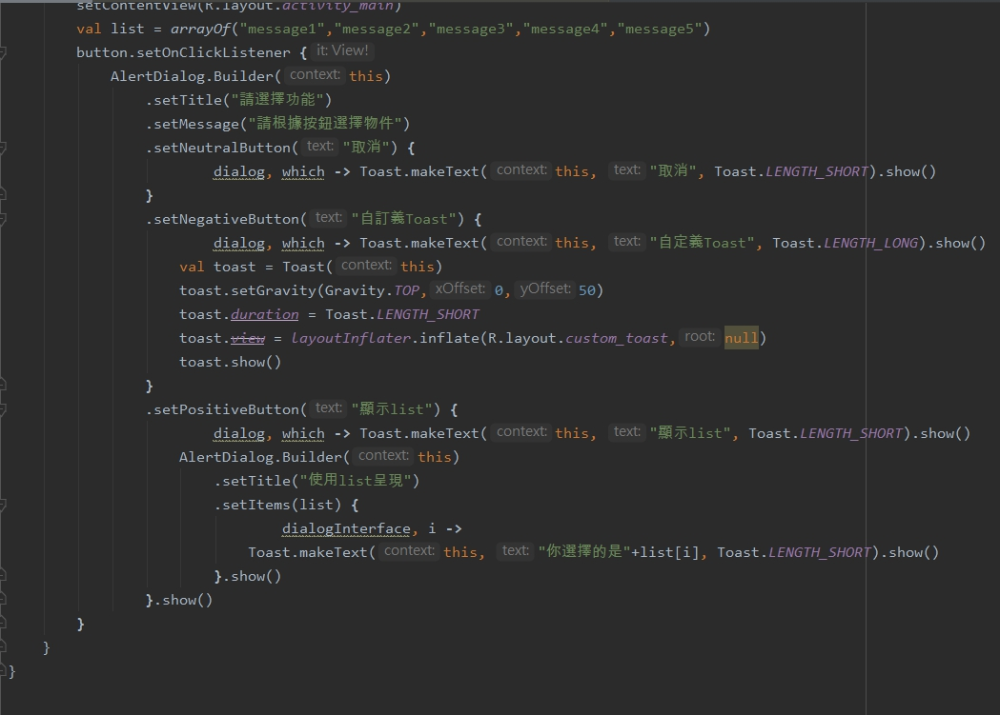 setContentView(R.layout.activity_main)
val list = arrayOf("message1","message2","message3","message4","message5")
button.setOnClickListener { it: View!
AlertDialog.Builder( context: this)
.setTitle("請選擇功能")
.setMessage("請根據按鈕選擇物件")
.setNeutralButton( text: "取消") {
dialog, which -> Toast.makeText( context: this, text: "取消", Toast.LENGTH_SHORT).show()
}
.setNegativeButton( text: "自訂義Toast") {
dialog, which -> Toast.makeText( context: this, text: "自定義Toast", Toast.LENGTH_LONG).show()
val toast = Toast( context: this)
toast.setGravity(Gravity.TOP, xOffset: 0, yOffset: 50)
toast.duration = Toast.LENGTH_SHORT
toast.view = layoutInflater.inflate(R.layout.custom_toast, root: null)
toast.show()
}
.setPositiveButton( text: "顯示list") {
dialog, which -> Toast.makeText( context: this, text: "顯示list", Toast.LENGTH_SHORT).show()
AlertDialog.Builder( context: this)
.setTitle("使用list呈現")
.setItems(list) {
dialogInterface, i ->
Toast.makeText( context: this, text: "你選擇的是"+list[i], Toast.LENGTH_SHORT).show()
}.show()
}.show()
}
}
}